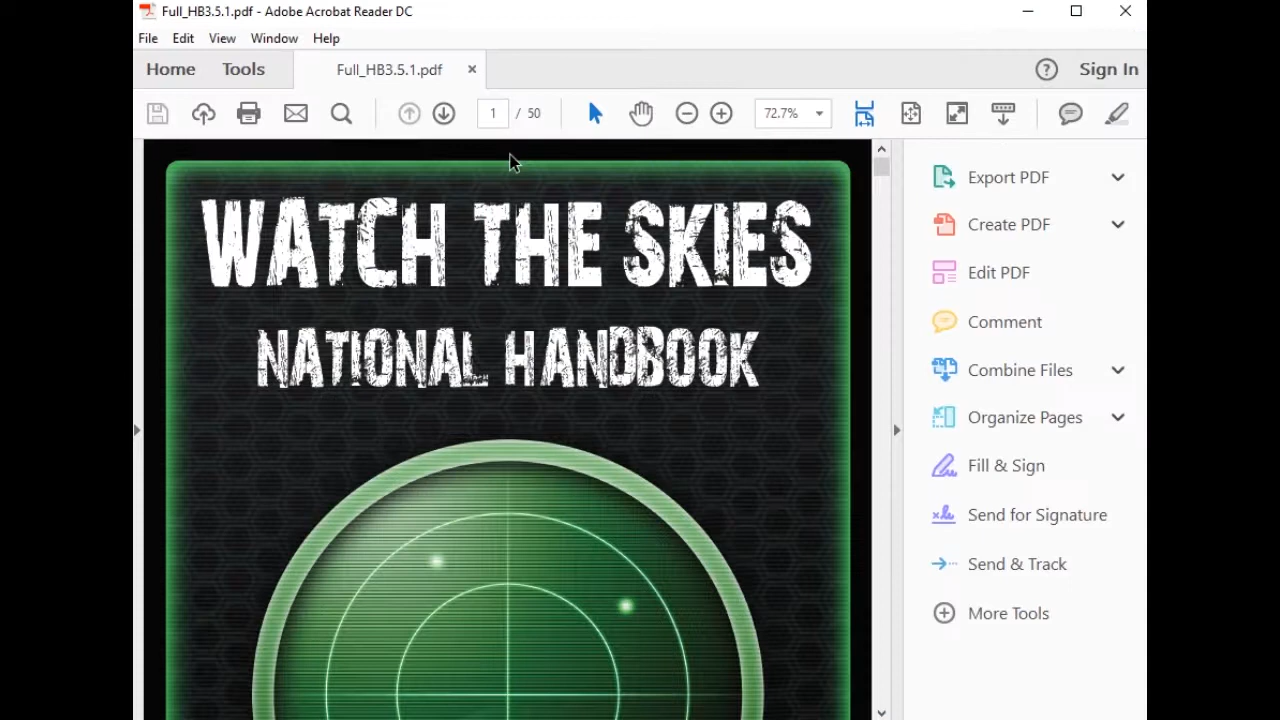 Full_HB3.5.1.pdf - Adobe Acrobat Reader DC
File Edit View Window Help
Home Tools Full_HB3.5.1.pdf × ? Sign In
1 / 50 72.7%
WATCH THE SKIES
NATIONAL HANDBOOK
Export PDF
Create PDF
Edit PDF
Comment
Combine Files
Organize Pages
Fill & Sign
Send for Signature
Send & Track
More Tools